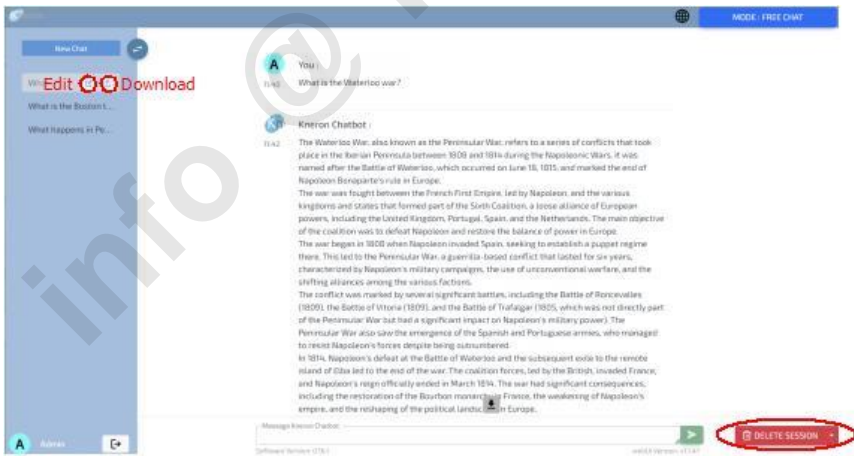 MODE : FREE CHAT
New Chat
Edit
Download
What is the Boston t...
What happens in Pe...
A
You :
11:40
What is the Waterloo war?
Kneron Chatbot :
11:42
The Waterloo War, also known as the Peninsular War, refers to a series of conflicts that took
place in the Iberian Peninsula between 1808 and 1814 during the Napoleonic Wars. It was
named after the Battle of Waterloo, which occurred on June 18, 1815, and marked the end of
Napoleon Bonaparte's rule in Europe.
The war was fought between the French First Empire, led by Napoleon, and the various
kingdoms and states that formed part of the Sixth Coalition, a loose alliance of European
powers, including the United Kingdom, Portugal, Spain, and the Netherlands. The main objective
of the coalition was to defeat Napoleon and restore the balance of power in Europe.
The war began in 1808 when Napoleon invaded Spain, seeking to establish a puppet regime
there. This led to the Peninsular War, a guerrilla-based conflict that lasted for six years,
characterized by Napoleon's military campaigns, the use of unconventional warfare, and the
shifting alliances among the various factions.
The conflict was marked by several significant battles, including the Battle of Roncevalles
(1809), the Battle of Vitoria (1809), and the Battle of Trafalgar (1805, which was not directly part
of the Peninsular War but had a significant impact on Napoleon's military power). The
Peninsular War also saw the emergence of the Spanish and Portuguese armies, who managed
to resist Napoleon's forces despite being outnumbered.
In 1814, Napoleon's defeat at the Battle of Waterloo and the subsequent exile to the remote
island of Elba led to the end of the war. The coalition forces, led by the British, invaded France,
and Napoleon's reign officially ended in March 1814. The war had significant consequences,
including the restoration of the Bourbon monarchy in France, the weakening of Napoleon's
empire, and the reshaping of the political landsc in Europe.
Message Kneron Chatbot
DELETE SESSION
A
Admin
Software Version
info @